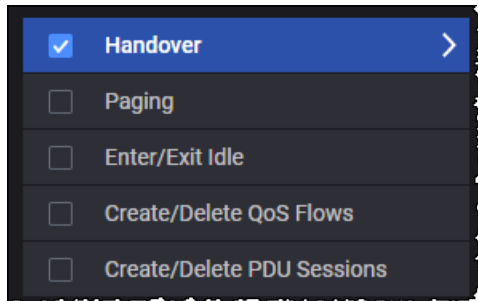 Handover
Paging
Enter/Exit Idle
Create/Delete QoS Flows
Create/Delete PDU Sessions